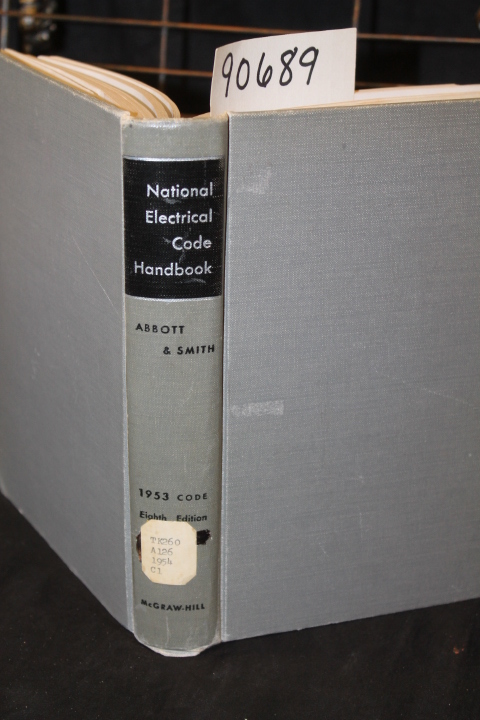 90689
National
Electrical
Code
Handbook
ABBOTT
& SMITH
1953 CODE
Eighth Edition
TK260
A126
1954
C1
McGRAW-HILL